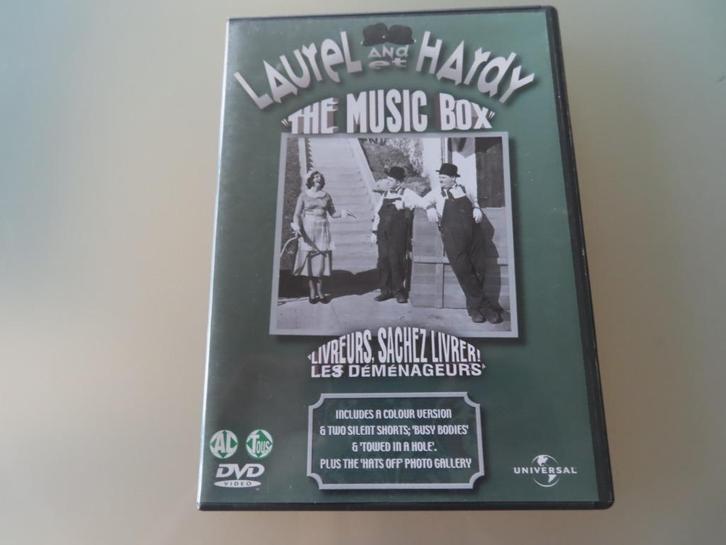 LAUREL AND et HARDY
"THE MUSIC BOX"
"LIVREURS, SACHEZ LIVRER!
LES DéMéNAGEURS"
INCLUDES A COLOUR VERSION
& TWO SILENT SHORTS; 'BUSY BODIES'
& 'TOWED IN A HOLE'.
PLUS THE 'HATS OFF' PHOTO GALLERY
AL TOUS
DVD
VIDEO
UNIVERSAL